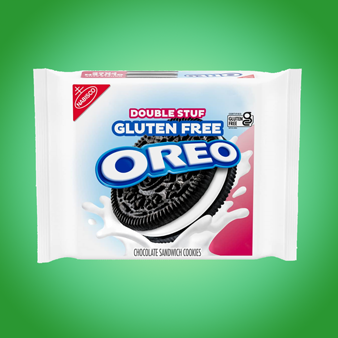 NABISCO
DOUBLE STUF
GLUTEN FREE
GLUTEN
FREE
OREO
CHOCOLATE SANDWICH COOKIES